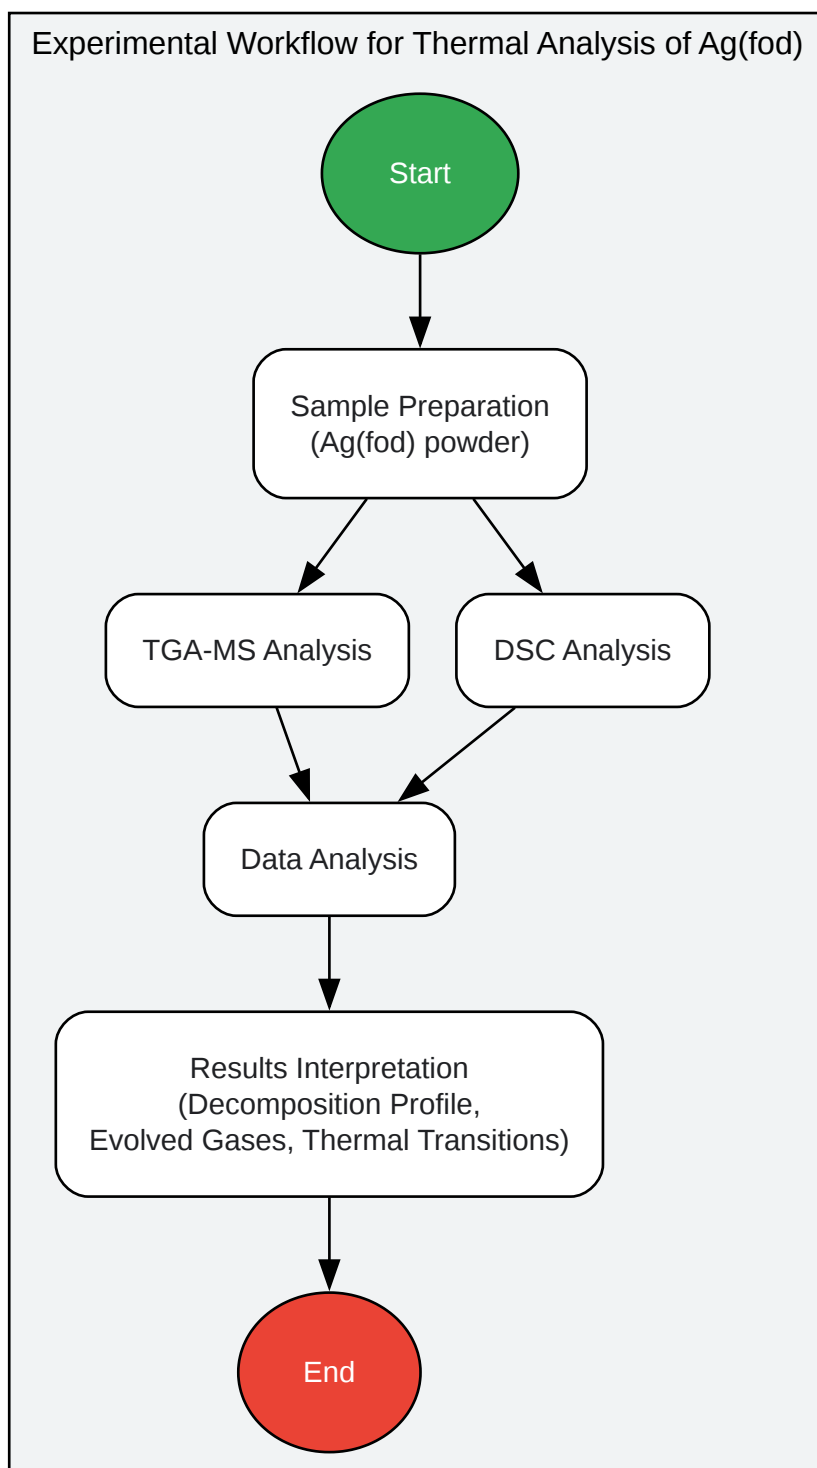 Experimental Workflow for Thermal Analysis of Ag(fod)
Start
Sample Preparation
(Ag(fod) powder)
TGA-MS Analysis
DSC Analysis
Data Analysis
Results Interpretation
(Decomposition Profile,
Evolved Gases, Thermal Transitions)
End